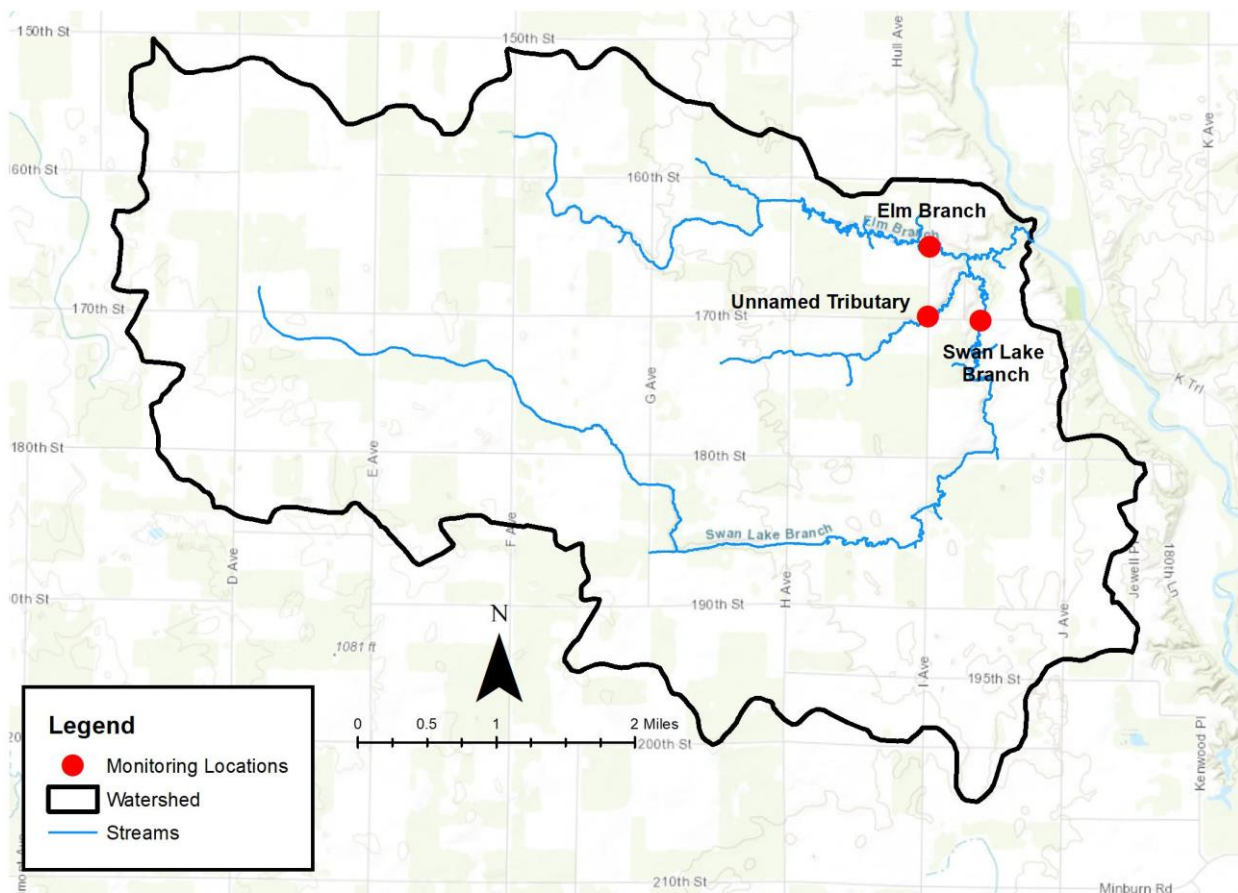 150th St
150th St
Hull Ave
K Ave
160th St
160th St
Elm Branch
Elm Branch
170th St
Unnamed Tributary
170th St
Swan Lake
Branch
K Trl
G Ave
180th St
E Ave
180th St
F Ave
Swan Lake Branch
D Ave
H Ave
Jewell Pl
180th Ln
0th St
190th St
J Ave
N
1081 ft
I Ave
195th St
Legend
0 0.5 1 2 Miles
200th St
Monitoring Locations
Kenwood Pl
Watershed
Streams
210th St
Minburn Rd